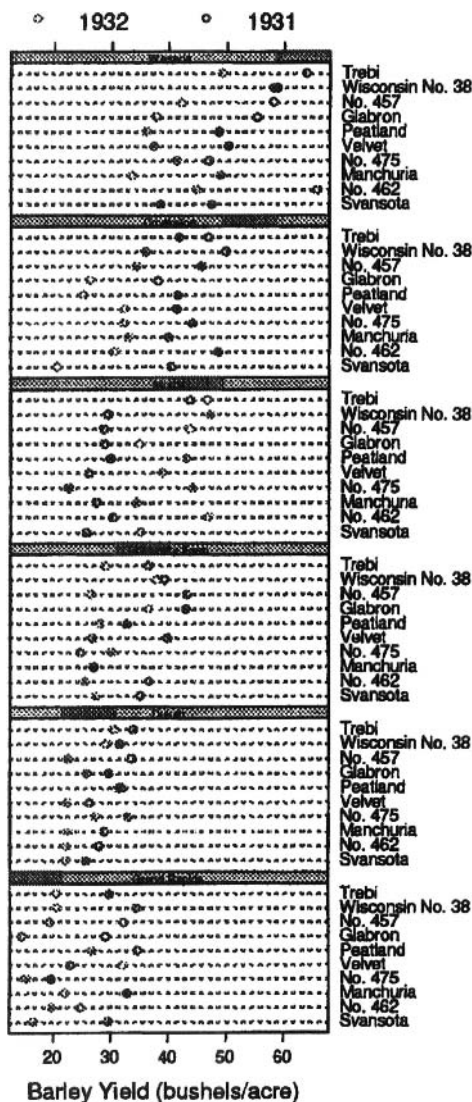 1932 1931
Trebi
Wisconsin No. 38
No. 457
Glabron
Peatland
Velvet
No. 475
Manchuria
No. 462
Svansota
Trebi
Wisconsin No. 38
No. 457
Glabron
Peatland
Velvet
No. 475
Manchuria
No. 462
Svansota
Trebi
Wisconsin No. 38
No. 457
Glabron
Peatland
Velvet
No. 475
Manchuria
No. 462
Svansota
Trebi
Wisconsin No. 38
No. 457
Glabron
Peatland
Velvet
No. 475
Manchuria
No. 462
Svansota
Trebi
Wisconsin No. 38
No. 457
Glabron
Peatland
Velvet
No. 475
Manchuria
No. 462
Svansota
Trebi
Wisconsin No. 38
No. 457
Glabron
Peatland
Velvet
No. 475
Manchuria
No. 462
Svansota
20 30 40 50 60
Barley Yield (bushels/acre)